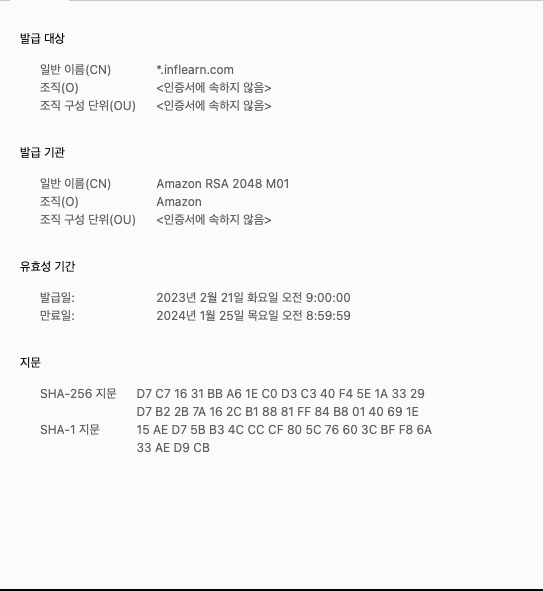 발급 대상
일반 이름(CN) *.inflearn.com
조직(O) <인증서에 속하지 않음>
조직 구성 단위(OU) <인증서에 속하지 않음>
발급 기관
일반 이름(CN) Amazon RSA 2048 M01
조직(O) Amazon
조직 구성 단위(OU) <인증서에 속하지 않음>
유효성 기간
발급일: 2023년 2월 21일 화요일 오전 9:00:00
만료일: 2024년 1월 25일 목요일 오전 8:59:59
지문
SHA-256 지문 D7 C7 16 31 BB A6 1E C0 D3 C3 40 F4 5E 1A 33 29
D7 B2 2B 7A 16 2C B1 88 81 FF 84 B8 01 40 69 1E
SHA-1 지문 15 AE D7 5B B3 4C CC CF 80 5C 76 60 3C BF F8 6A
33 AE D9 CB